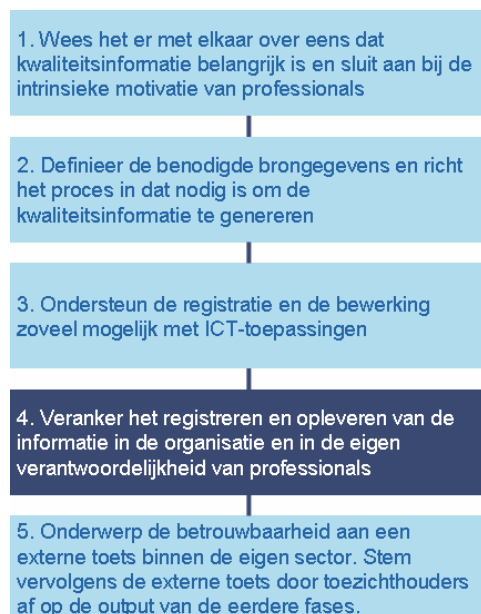 1. Wees het er met elkaar over eens dat
kwaliteitsinformatie belangrijk is en sluit aan bij de
intrinsieke motivatie van professionals
2. Definieer de benodigde brongegevens en richt
het proces in dat nodig is om de
kwaliteitsinformatie te genereren
3. Ondersteun de registratie en de bewerking
zoveel mogelijk met ICT-toepassingen
4. Veranker het registreren en opleveren van de
informatie in de organisatie en in de eigen
verantwoordelijkheid van professionals
5. Onderwerp de betrouwbaarheid aan een
externe toets binnen de eigen sector. Stem
vervolgens de externe toets door toezichthouders
af op de output van de eerdere fases.